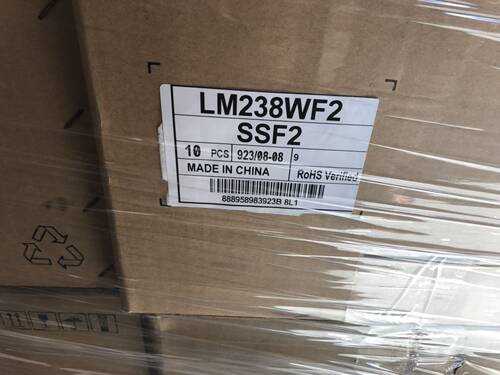 LM238WF2
SSF2
10 PCS 923/08-08 9
MADE IN CHINA RoHS Verified
888958983923B 8L1